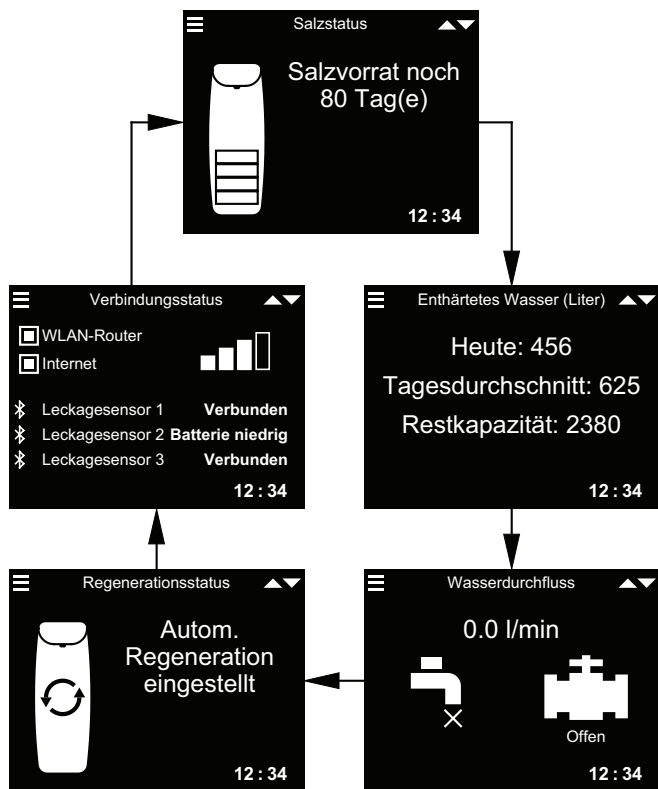 Salzstatus
Salzvorrat noch
80 Tag(e)
12 : 34
Verbindungsstatus
WLAN-Router
Internet
Leckagesensor 1 Verbunden
Leckagesensor 2 Batterie niedrig
Leckagesensor 3 Verbunden
12 : 34
Enthärtetes Wasser (Liter)
Heute: 456
Tagesdurchschnitt: 625
Restkapazität: 2380
12 : 34
Regenerationsstatus
Autom.
Regeneration
eingestellt
12 : 34
Wasserdurchfluss
0.0 l/min
Offen
12 : 34